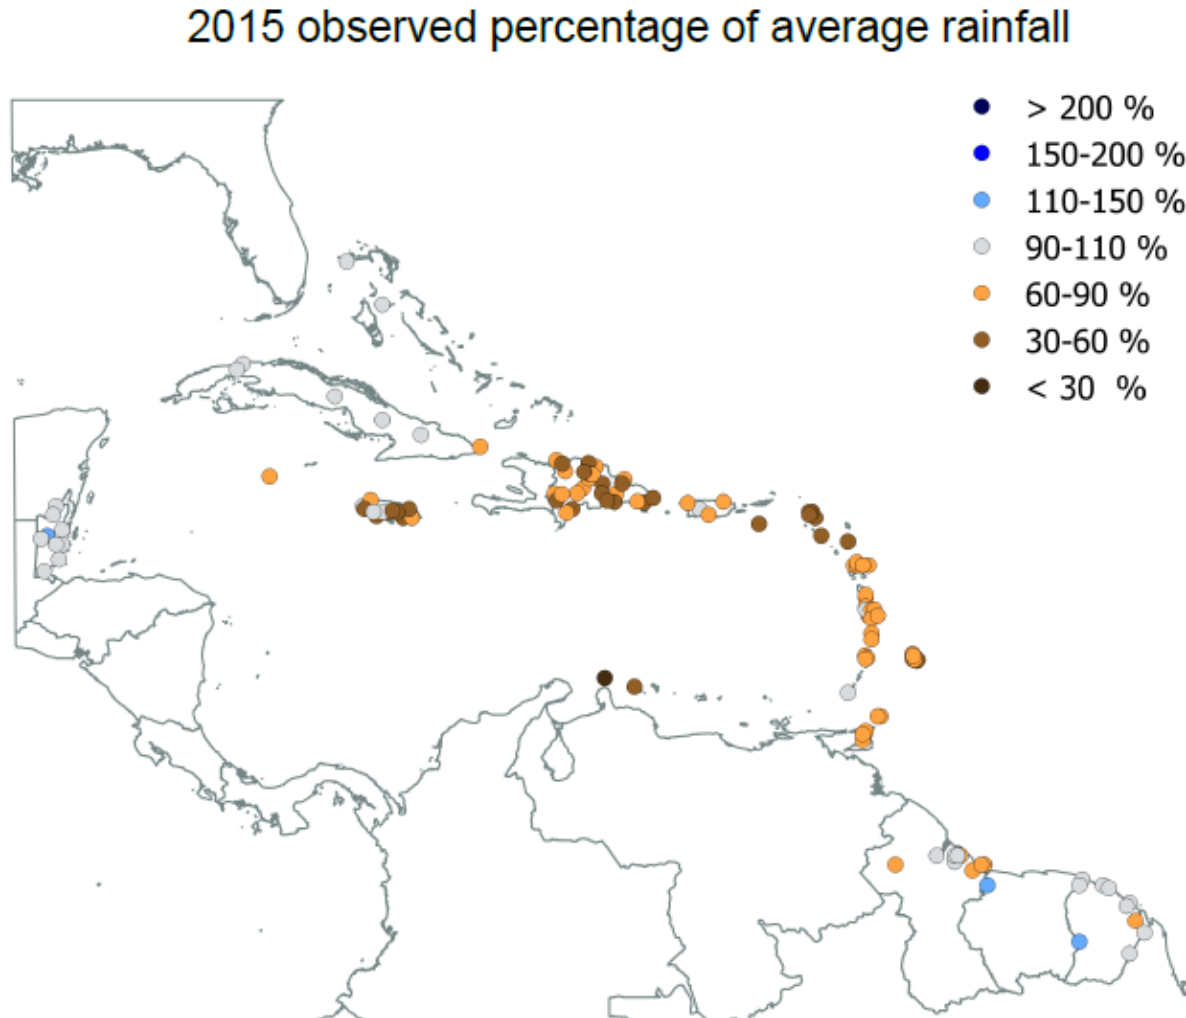 2015 observed percentage of average rainfall
> 200 %
150-200 %
110-150 %
90-110 %
60-90 %
30-60 %
< 30 %